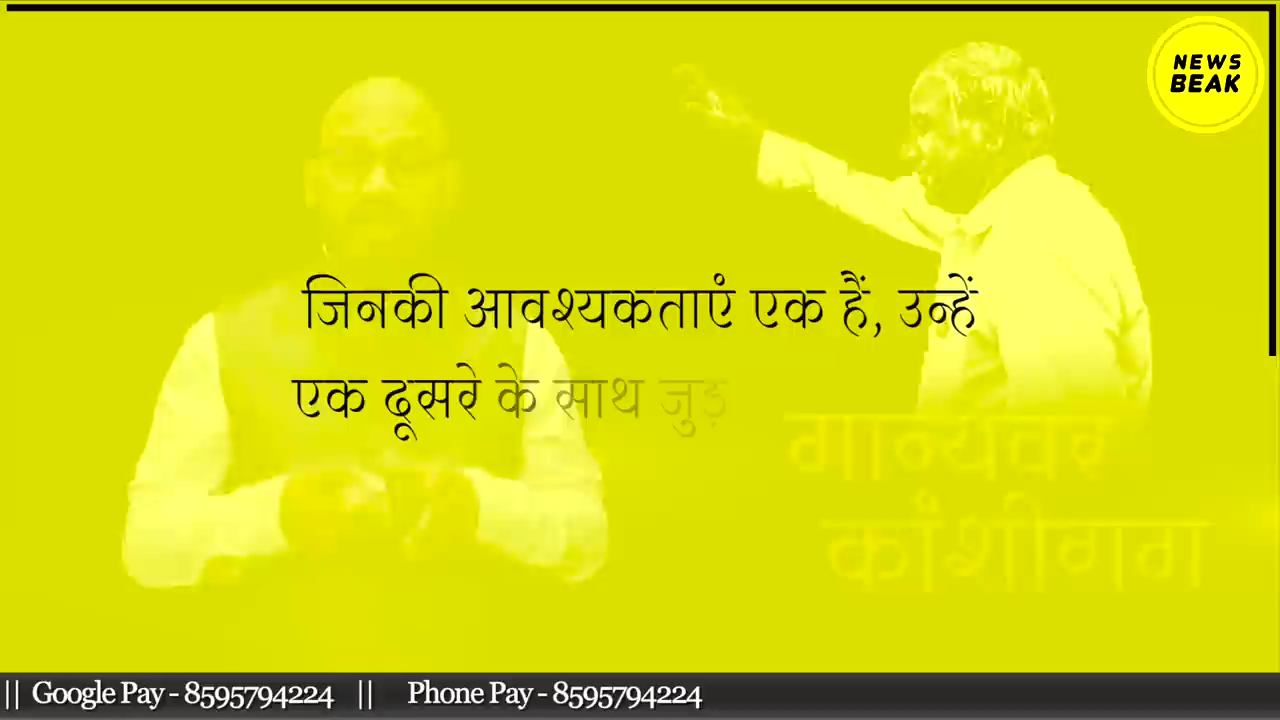 NEWS
BEAK
जिनकी आवश्यकताएं एक हैं, उन्हें
एक दूसरे के साथ जुड़
|| Google Pay - 8595794224 || Phone Pay - 8595794224